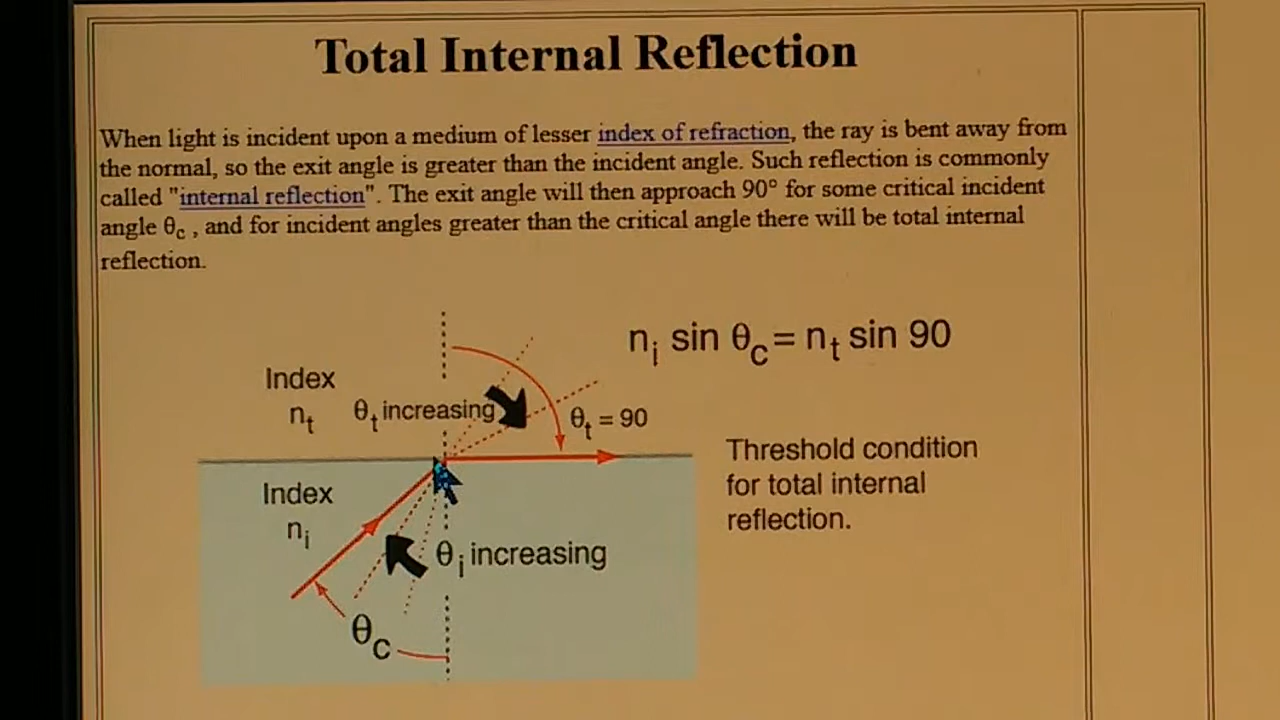 Total Internal Reflection
When light is incident upon a medium of lesser index of refraction, the ray is bent away from
the normal, so the exit angle is greater than the incident angle. Such reflection is commonly
called "internal reflection". The exit angle will then approach 90° for some critical incident
angle θc , and for incident angles greater than the critical angle there will be total internal
reflection.
ni sin θc = nt sin 90
Index
nt
θt increasing
θt = 90
Threshold condition
for total internal
reflection.
Index
ni
θi increasing
θc